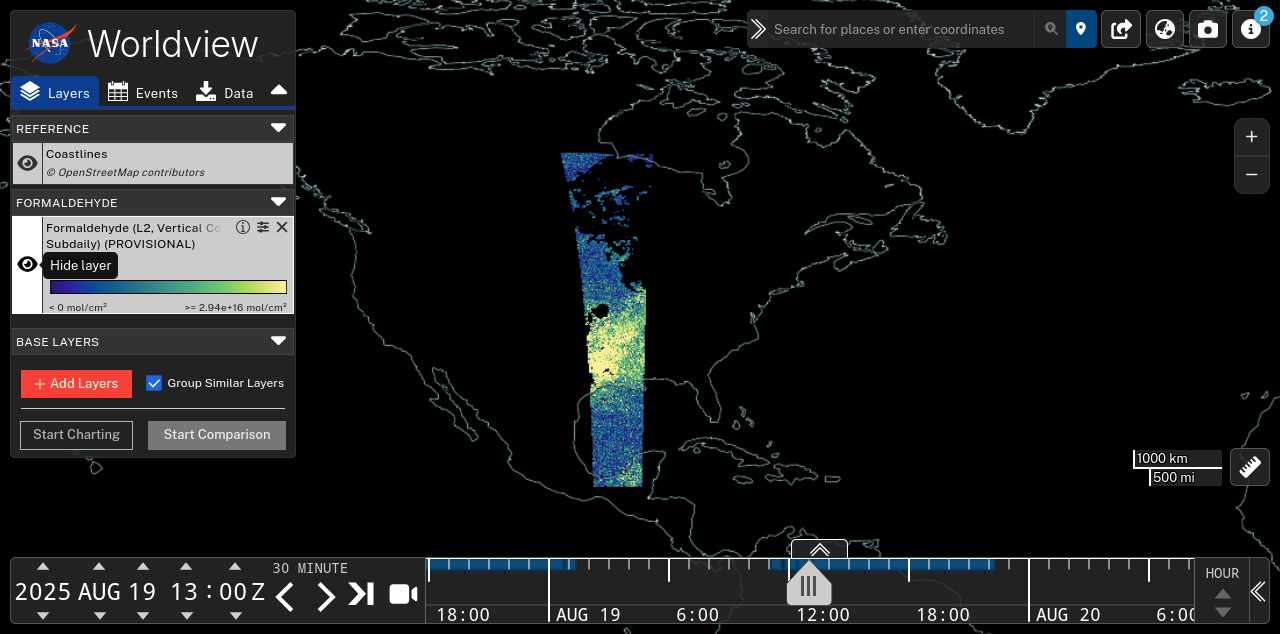 NASA
Worldview
Search for places or enter coordinates
2
Layers
Events
Data
REFERENCE
Coastlines
© OpenStreetMap contributors
FORMALDEHYDE
Formaldehyde (L2, Vertical Co
Subdaily) (PROVISIONAL)
Hide layer
< 0 mol/cm²
>= 2.94e+16 mol/cm²
BASE LAYERS
+ Add Layers
Group Similar Layers
Start Charting
Start Comparison
+
−
1000 km
500 mi
30 MINUTE
2025 AUG 19 13 : 00 Z
18:00
AUG 19
6:00
12:00
18:00
AUG 20
6:00
HOUR